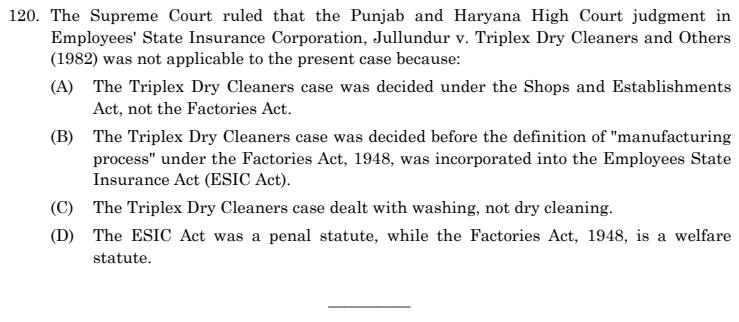 120. The Supreme Court ruled that the Punjab and Haryana High Court judgment in
Employees' State Insurance Corporation, Jullundur v. Triplex Dry Cleaners and Others
(1982) was not applicable to the present case because:
(A) The Triplex Dry Cleaners case was decided under the Shops and Establishments
Act, not the Factories Act.
(B) The Triplex Dry Cleaners case was decided before the definition of "manufacturing
process" under the Factories Act, 1948, was incorporated into the Employees State
Insurance Act (ESIC Act).
(C) The Triplex Dry Cleaners case dealt with washing, not dry cleaning.
(D) The ESIC Act was a penal statute, while the Factories Act, 1948, is a welfare
statute.